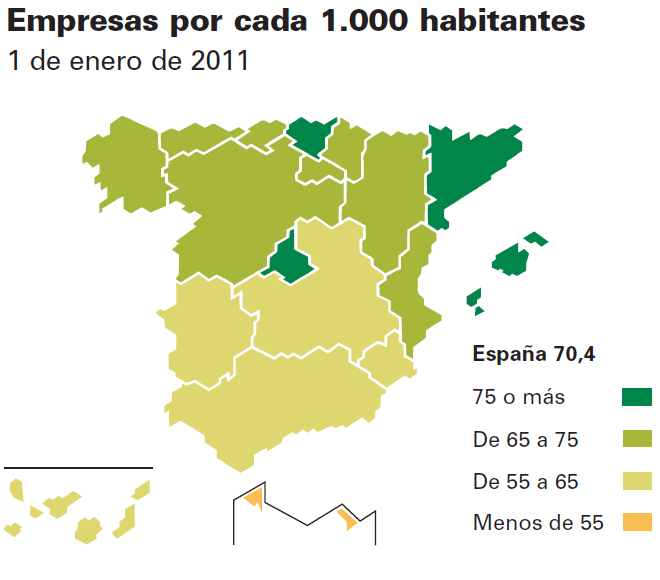 Empresas por cada 1.000 habitantes
1 de enero de 2011
España 70,4
75 o más
De 65 a 75
De 55 a 65
Menos de 55